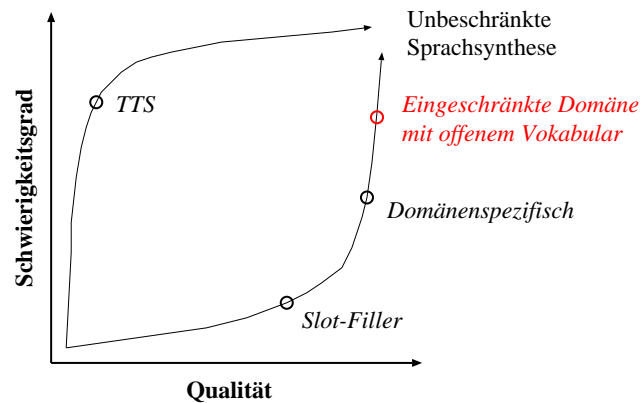 Unbeschränkte
Sprachsynthese
TTS
Eingeschränkte Domäne
mit offenem Vokabular
Domänenspezifisch
Slot-Filler
Schwierigkeitsgrad
Qualität